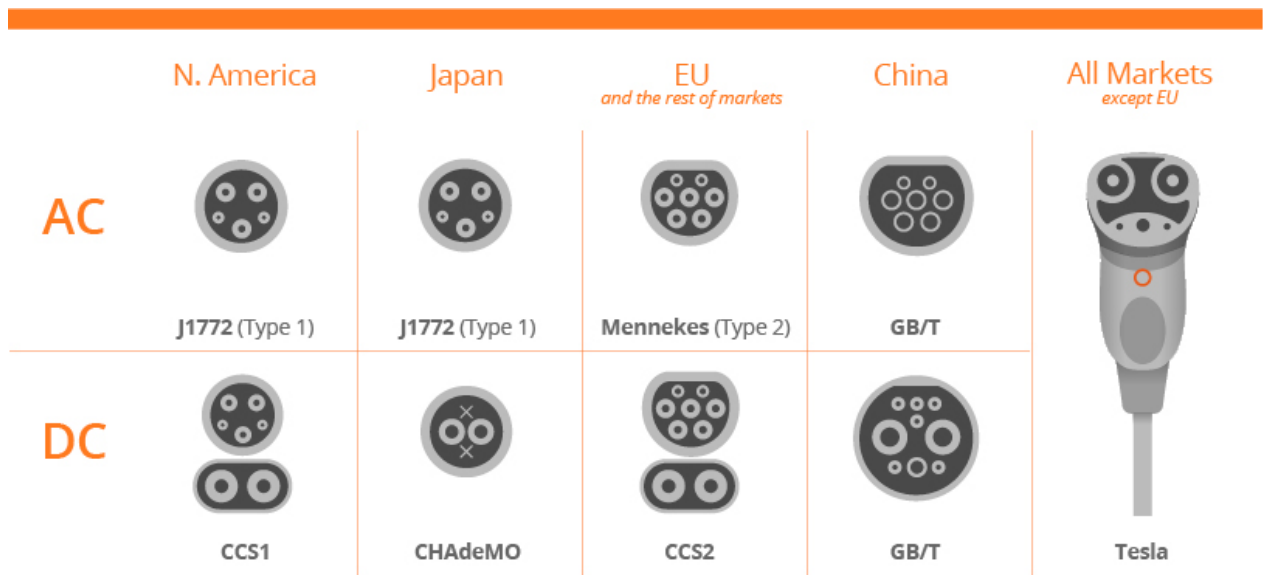 N. America
Japan
EU
and the rest of markets
China
All Markets
except EU
AC
J1772 (Type 1)
J1772 (Type 1)
Mennekes (Type 2)
GB/T
DC
CCS1
CHAdeMO
CCS2
GB/T
Tesla